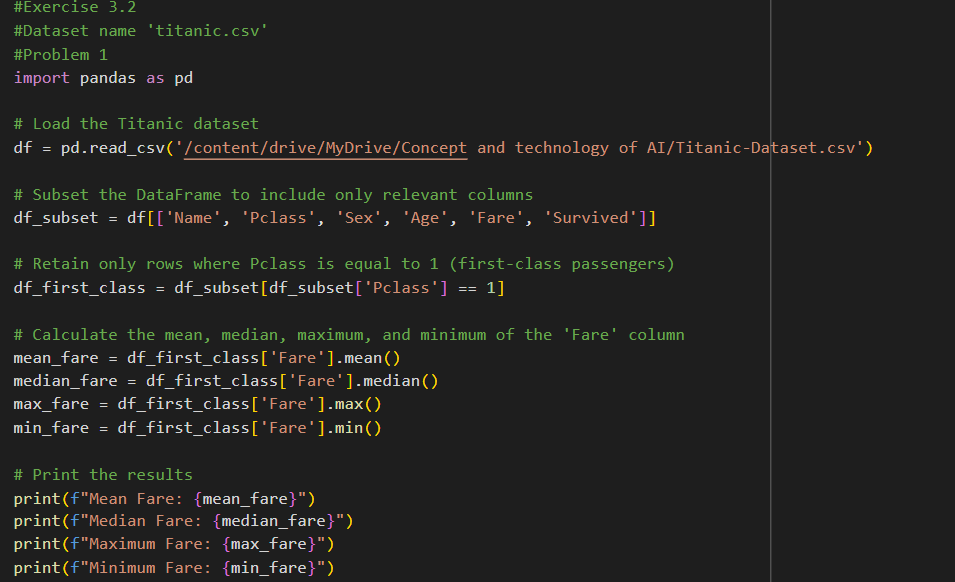 #Exercise 3.2
#Dataset name 'titanic.csv'
#Problem 1
import pandas as pd
# Load the Titanic dataset
df = pd.read_csv('/content/drive/MyDrive/Concept and technology of AI/Titanic-Dataset.csv')
# Subset the DataFrame to include only relevant columns
df_subset = df[['Name', 'Pclass', 'Sex', 'Age', 'Fare', 'Survived']]
# Retain only rows where Pclass is equal to 1 (first-class passengers)
df_first_class = df_subset[df_subset['Pclass'] == 1]
# Calculate the mean, median, maximum, and minimum of the 'Fare' column
mean_fare = df_first_class['Fare'].mean()
median_fare = df_first_class['Fare'].median()
max_fare = df_first_class['Fare'].max()
min_fare = df_first_class['Fare'].min()
# Print the results
print(f"Mean Fare: {mean_fare}")
print(f"Median Fare: {median_fare}")
print(f"Maximum Fare: {max_fare}")
print(f"Minimum Fare: {min_fare}")